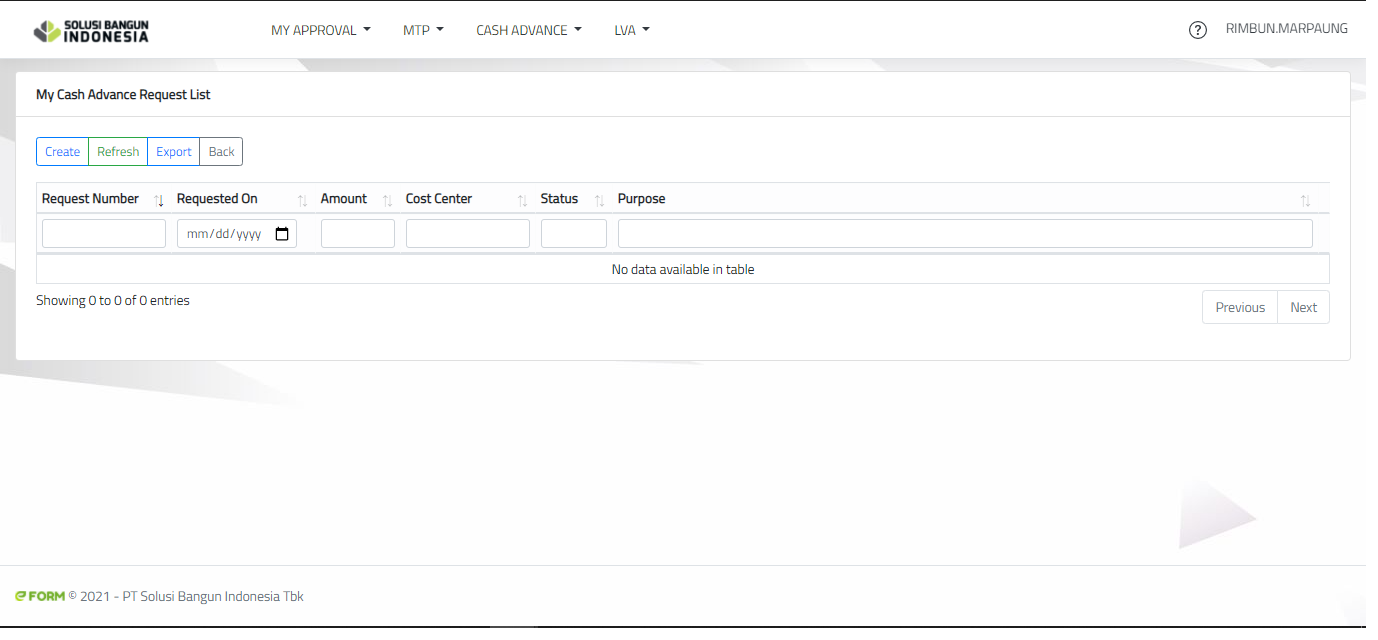 SOLUSI BANGUN
INDONESIA
MY APPROVAL MTP CASH ADVANCE LVA ? RIMBUN.MARPAUNG
My Cash Advance Request List
Create Refresh Export Back
Request Number Requested On Amount Cost Center Status Purpose
mm/dd/yyyy
No data available in table
Showing 0 to 0 of 0 entries
Previous Next
e FORM © 2021 - PT Solusi Bangun Indonesia Tbk